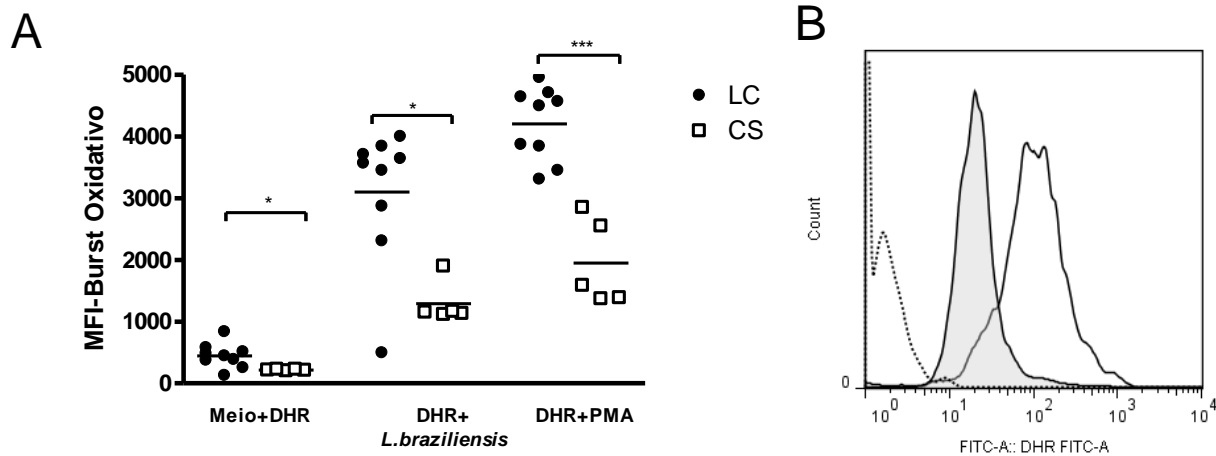 A
MFI-Burst Oxidativo
5000
4000
3000
2000
1000
0
*
*
***
Meio+DHR
DHR+
L.braziliensis
DHR+PMA
LC
CS
B
Count
0
10^0
10^1
10^2
10^3
10^4
FITC-A:: DHR FITC-A